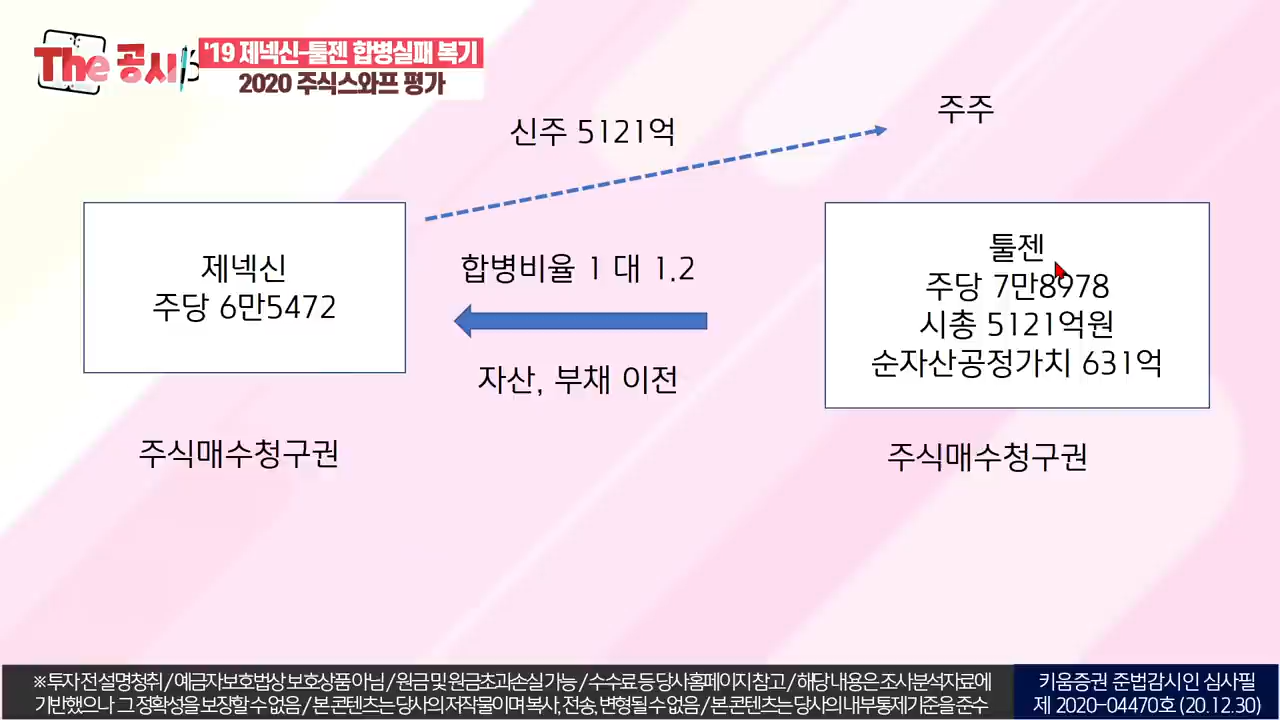 The 공시
'19 제넥신-툴젠 합병실패 복기
2020 주식스와프 평가
신주 5121억
주주
제넥신
주당 6만5472
합병비율 1 대 1.2
자산, 부채 이전
툴젠
주당 7만8978
시총 5121억원
순자산공정가치 631억
주식매수청구권
주식매수청구권
※투자 전 설명청취 / 예금자보호법상 보호상품 아님 / 원금 및 원금초과손실 가능 / 수수료 등 당사홈페이지 참고 / 해당 내용은 조사분석자료에
기반했으나 그 정확성을 보장할 수 없음 / 본 콘텐츠는 당사의 저작물이며 복사, 전송, 변형될 수 없음 / 본 콘텐츠는 당사의 내부통제기준을 준수
키움증권 준법감시인 심사필
제 2020-04470호 (20.12.30)